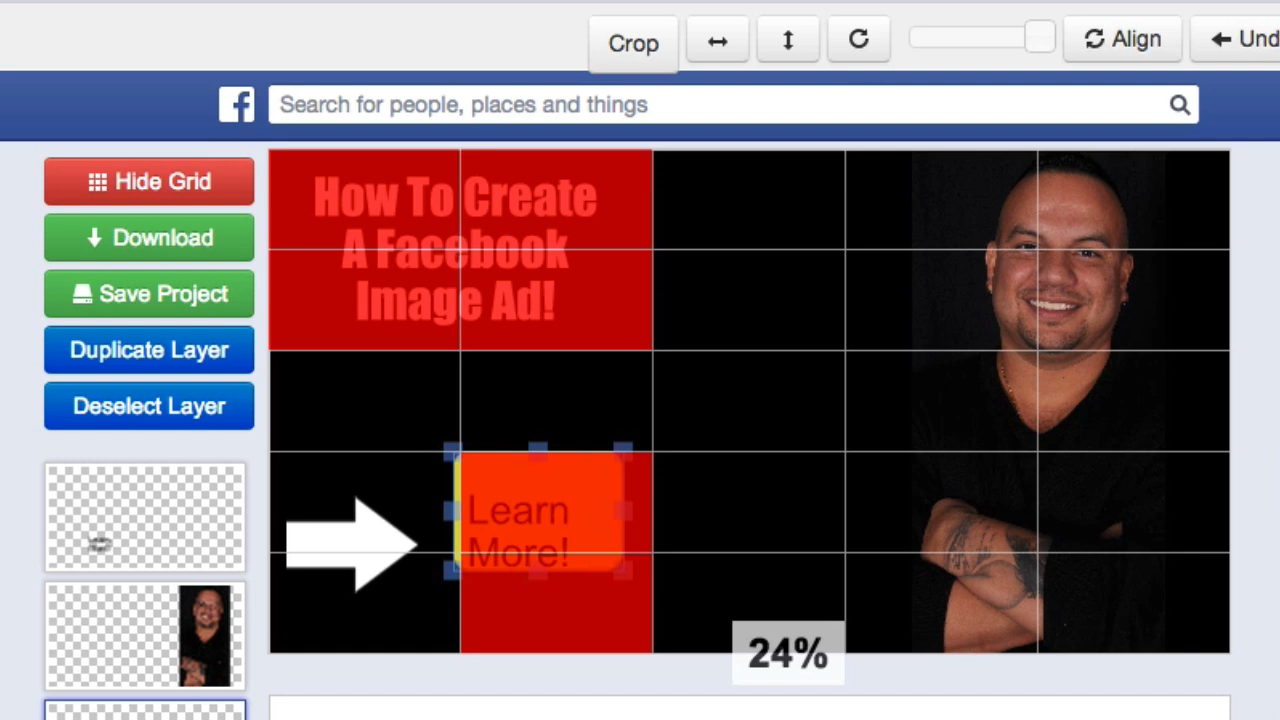 Crop
Align
Und
f
Search for people, places and things
Hide Grid
Download
Save Project
Duplicate Layer
Deselect Layer
How To Create
A Facebook
Image Ad!
Learn
More!
24%